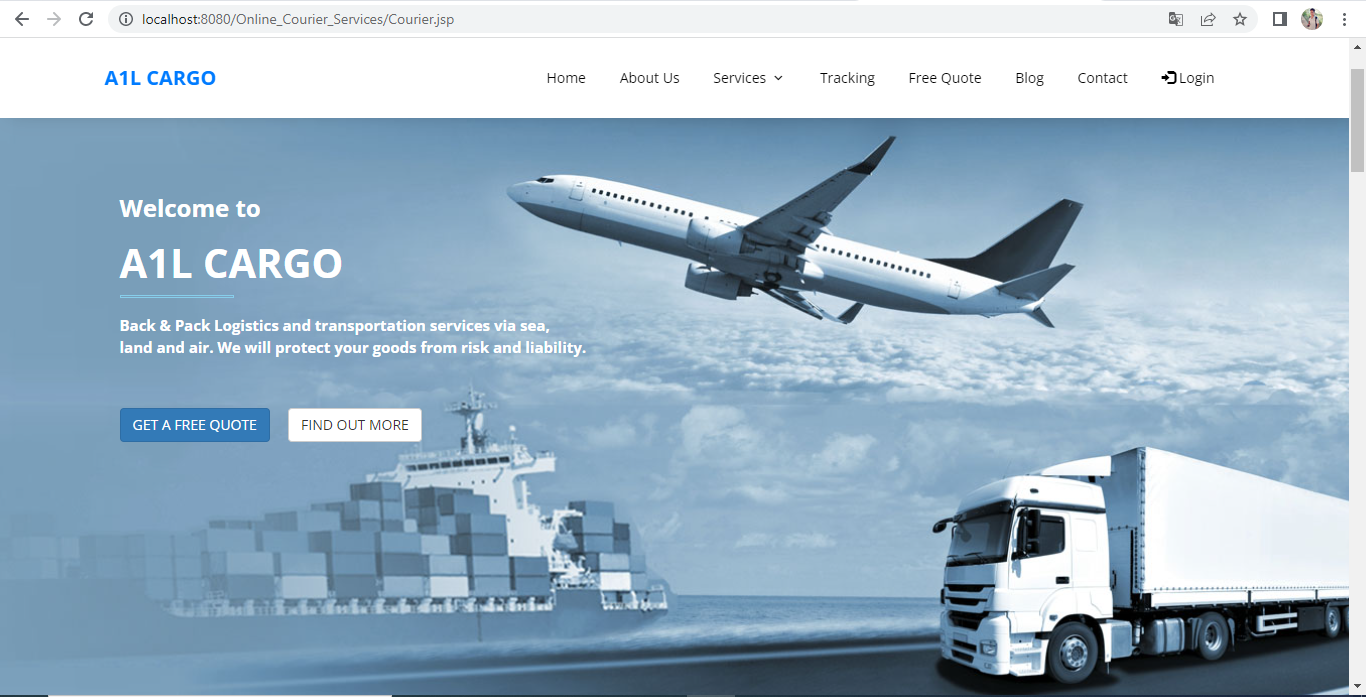 localhost:8080/Online_Courier_Services/Courier.jsp
A1L CARGO
Home About Us Services Tracking Free Quote Blog Contact Login
Welcome to
A1L CARGO
Back & Pack Logistics and transportation services via sea,
land and air. We will protect your goods from risk and liability.
GET A FREE QUOTE FIND OUT MORE